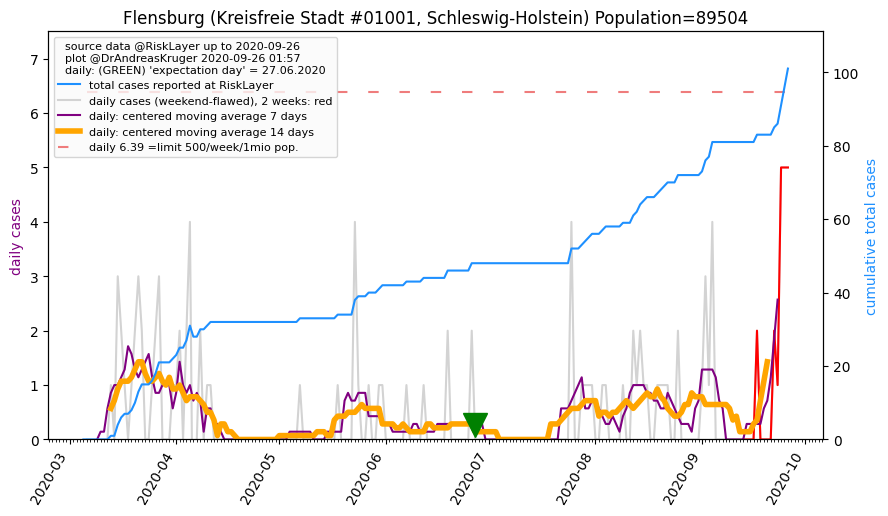 Flensburg (Kreisfreie Stadt #01001, Schleswig-Holstein) Population=89504
source data @RiskLayer up to 2020-09-26
plot @DrAndreasKruger 2020-09-26 01:57
daily: (GREEN) 'expectation day' = 27.06.2020
total cases reported at RiskLayer
daily cases (weekend-flawed), 2 weeks: red
daily: centered moving average 7 days
daily: centered moving average 14 days
daily 6.39 =limit 500/week/1mio pop.
daily cases
7
6
5
4
3
2
1
0
cumulative total cases
100
80
60
40
20
0
2020-03
2020-04
2020-05
2020-06
2020-07
2020-08
2020-09
2020-10